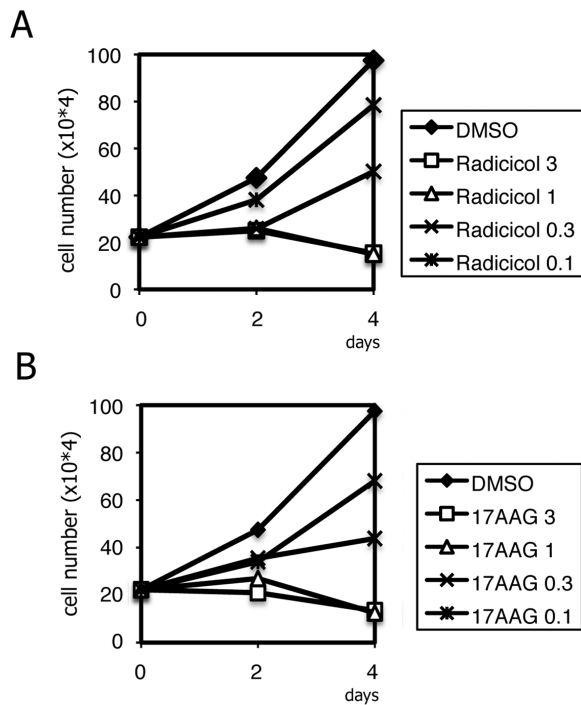 A
cell number (x10*4)
100
80
60
40
20
0
0 2 4
days
DMSO
Radicicol 3
Radicicol 1
Radicicol 0.3
Radicicol 0.1
B
cell number (x10*4)
100
80
60
40
20
0
0 2 4
days
DMSO
17AAG 3
17AAG 1
17AAG 0.3
17AAG 0.1